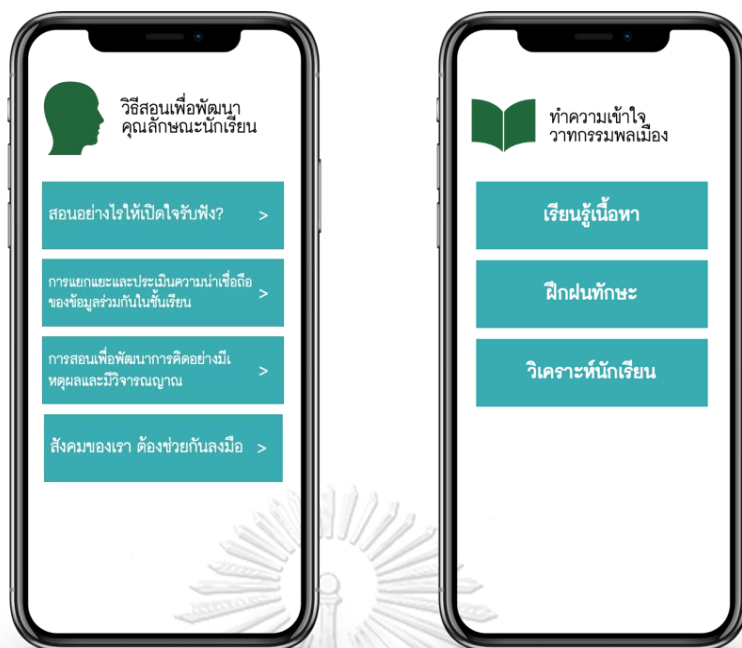 วิธีสอนเพื่อพัฒนา
คุณลักษณะนักเรียน
สอนอย่างไรให้เปิดใจรับฟัง? >
การแยกแยะและประเมินความน่าเชื่อถือ
ของข้อมูลร่วมกันในชั้นเรียน >
การสอนเพื่อพัฒนาการคิดอย่างมีเ
หตุผลและมีวิจารณญาณ >
สังคมของเรา ต้องช่วยกันลงมือ >
ทำความเข้าใจ
วาทกรรมพลเมือง
เรียนรู้เนื้อหา
ฝึกฝนทักษะ
วิเคราะห์นักเรียน